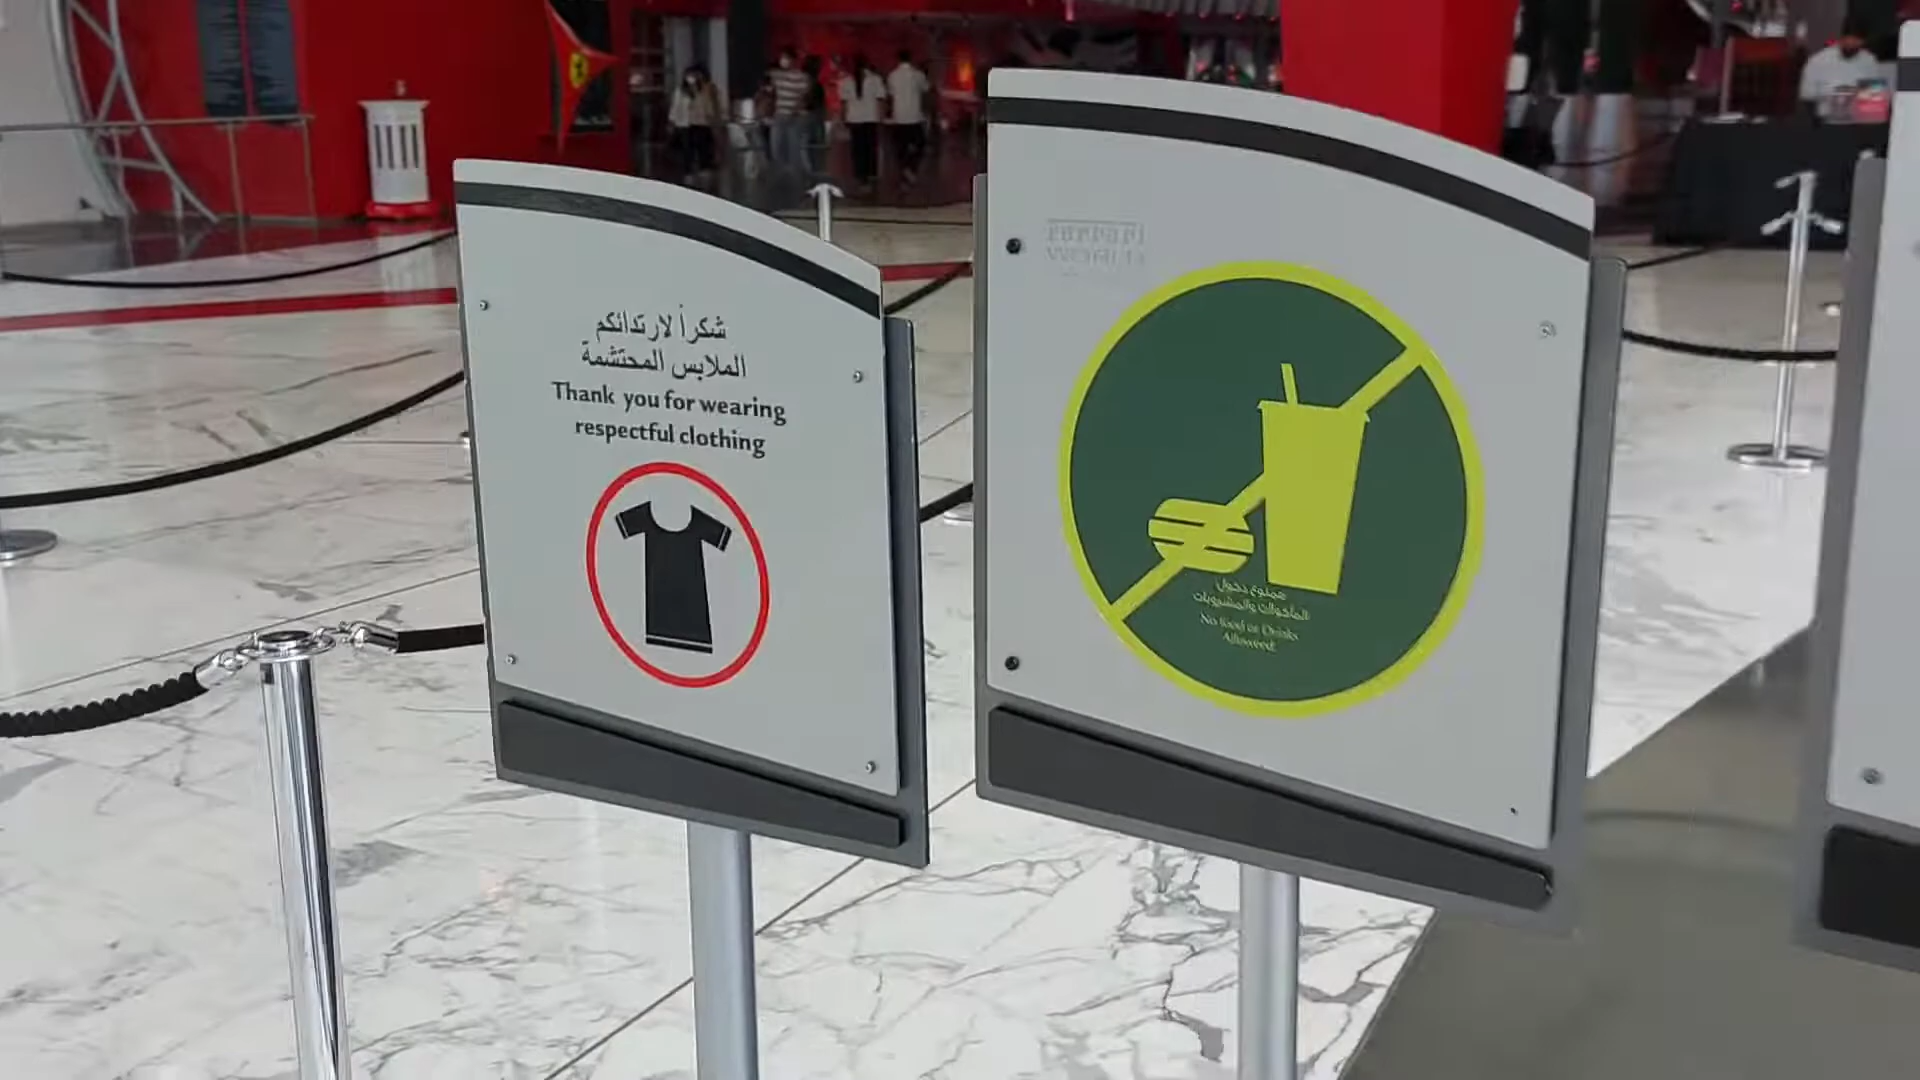 شكراً لارتدائكم
الملابس المحتشمة
Thank you for wearing
respectful clothing
ممنوع دخول
المأكولات والمشروبات
No food or Drinks
Allowed